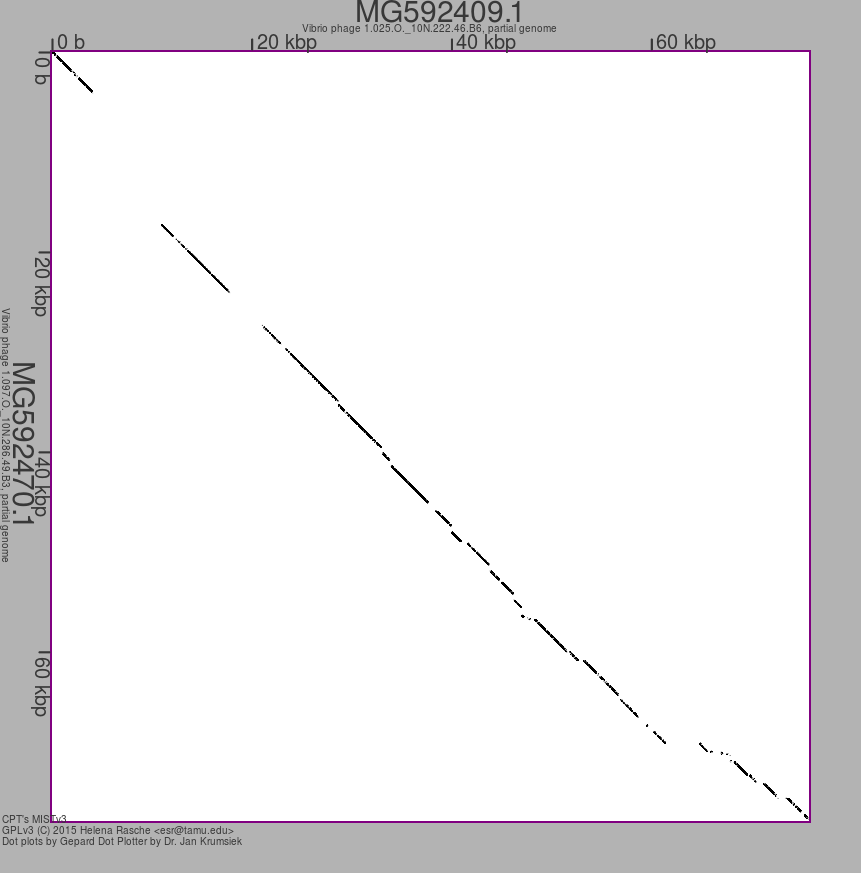 MG592409.1
Vibrio phage 1.025.O._10N.222.46.B6, partial genome
0 b
20 kbp
40 kbp
60 kbp
0 b
20 kbp
40 kbp
60 kbp
MG592470.1
Vibrio phage 1.097.O._10N.286.49.B3, partial genome
CPT's MISTv3
GPLv3 (C) 2015 Helena Rasche <esr@tamu.edu>
Dot plots by Gepard Dot Plotter by Dr. Jan Krumsiek